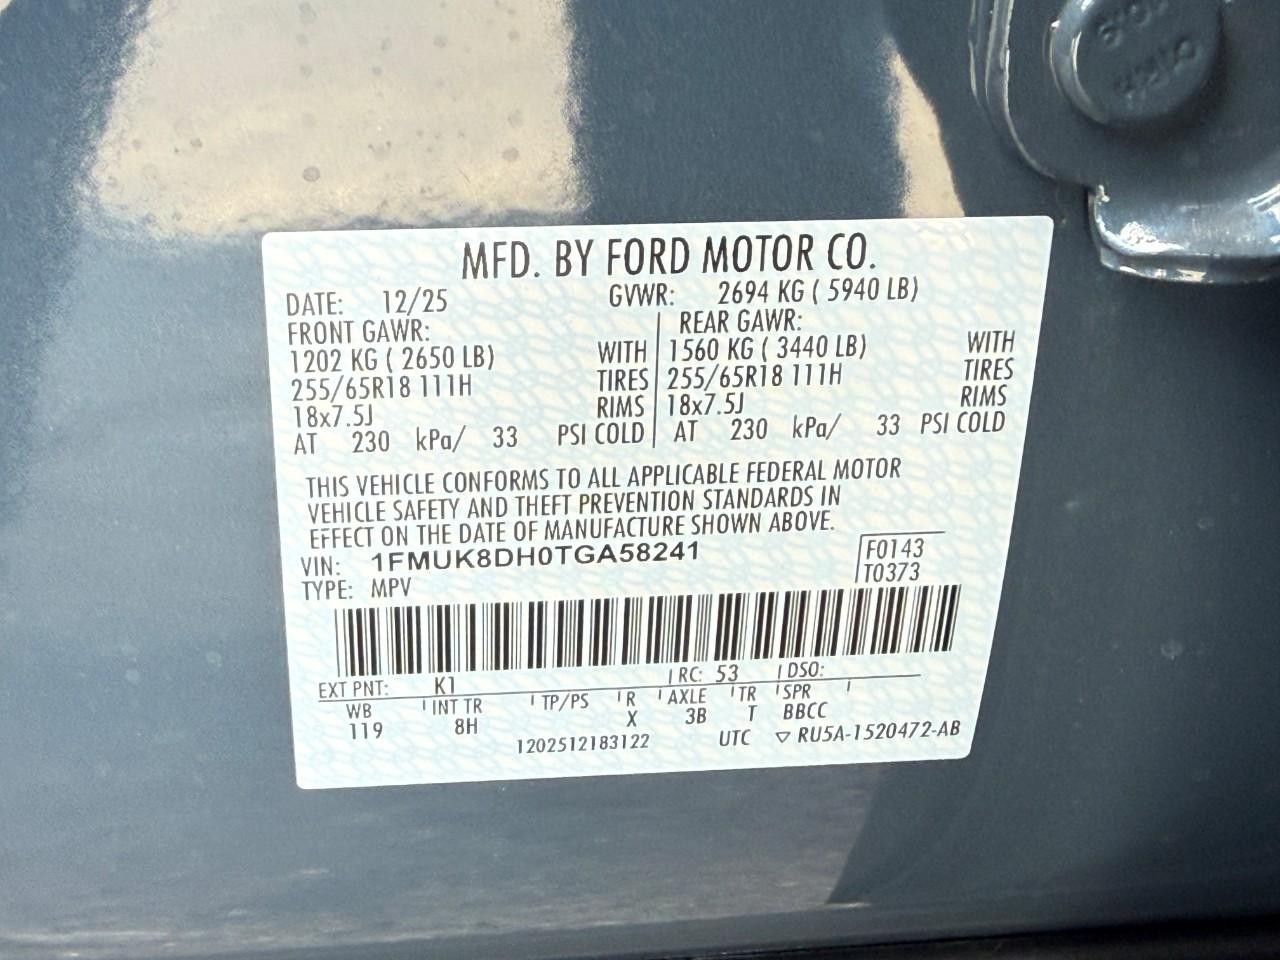 MFD. BY FORD MOTOR CO.
DATE: 12/25 GVWR: 2694 KG ( 5940 LB)
FRONT GAWR: REAR GAWR:
1202 KG ( 2650 LB) WITH 1560 KG ( 3440 LB) WITH
255/65R18 111H TIRES 255/65R18 111H TIRES
18x7.5J RIMS 18x7.5J RIMS
AT 230 kPa/ 33 PSI COLD AT 230 kPa/ 33 PSI COLD
THIS VEHICLE CONFORMS TO ALL APPLICABLE FEDERAL MOTOR
VEHICLE SAFETY AND THEFT PREVENTION STANDARDS IN
EFFECT ON THE DATE OF MANUFACTURE SHOWN ABOVE.
VIN: 1FMUK8DH0TGA58241 F0143
TYPE: MPV T0373
EXT PNT: K1 RC: 53 DSO:
WB INT TR TP/PS R AXLE TR SPR
119 8H X 3B T BBCC
1202512183122 UTC ▽ RU5A-1520472-AB